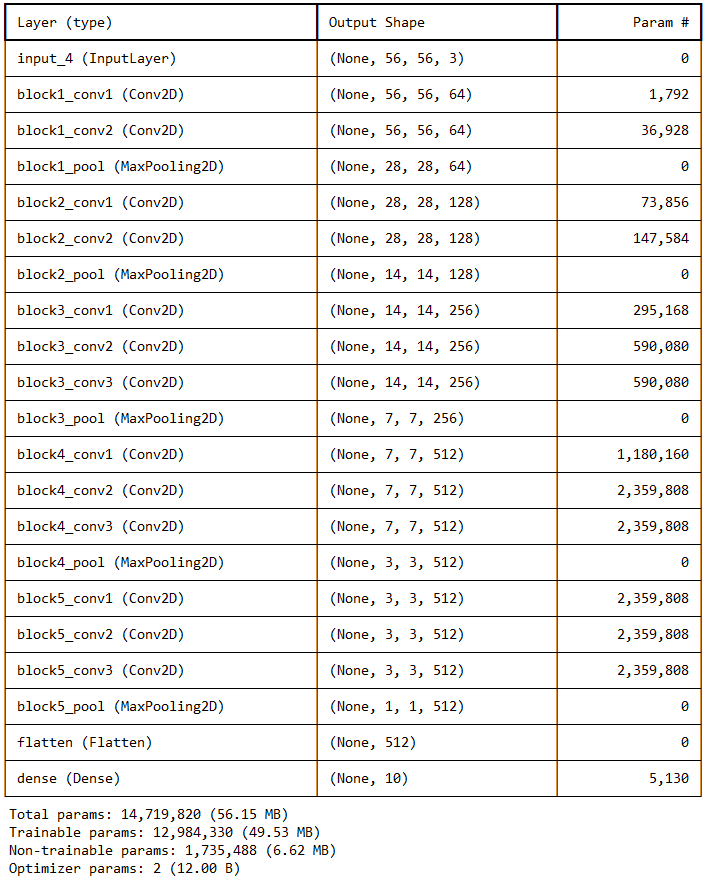 Layer (type) Output Shape Param #
input_4 (InputLayer) (None, 56, 56, 3) 0
block1_conv1 (Conv2D) (None, 56, 56, 64) 1,792
block1_conv2 (Conv2D) (None, 56, 56, 64) 36,928
block1_pool (MaxPooling2D) (None, 28, 28, 64) 0
block2_conv1 (Conv2D) (None, 28, 28, 128) 73,856
block2_conv2 (Conv2D) (None, 28, 28, 128) 147,584
block2_pool (MaxPooling2D) (None, 14, 14, 128) 0
block3_conv1 (Conv2D) (None, 14, 14, 256) 295,168
block3_conv2 (Conv2D) (None, 14, 14, 256) 590,080
block3_conv3 (Conv2D) (None, 14, 14, 256) 590,080
block3_pool (MaxPooling2D) (None, 7, 7, 256) 0
block4_conv1 (Conv2D) (None, 7, 7, 512) 1,180,160
block4_conv2 (Conv2D) (None, 7, 7, 512) 2,359,808
block4_conv3 (Conv2D) (None, 7, 7, 512) 2,359,808
block4_pool (MaxPooling2D) (None, 3, 3, 512) 0
block5_conv1 (Conv2D) (None, 3, 3, 512) 2,359,808
block5_conv2 (Conv2D) (None, 3, 3, 512) 2,359,808
block5_conv3 (Conv2D) (None, 3, 3, 512) 2,359,808
block5_pool (MaxPooling2D) (None, 1, 1, 512) 0
flatten (Flatten) (None, 512) 0
dense (Dense) (None, 10) 5,130
Total params: 14,719,820 (56.15 MB)
Trainable params: 12,984,330 (49.53 MB)
Non-trainable params: 1,735,488 (6.62 MB)
Optimizer params: 2 (12.00 B)